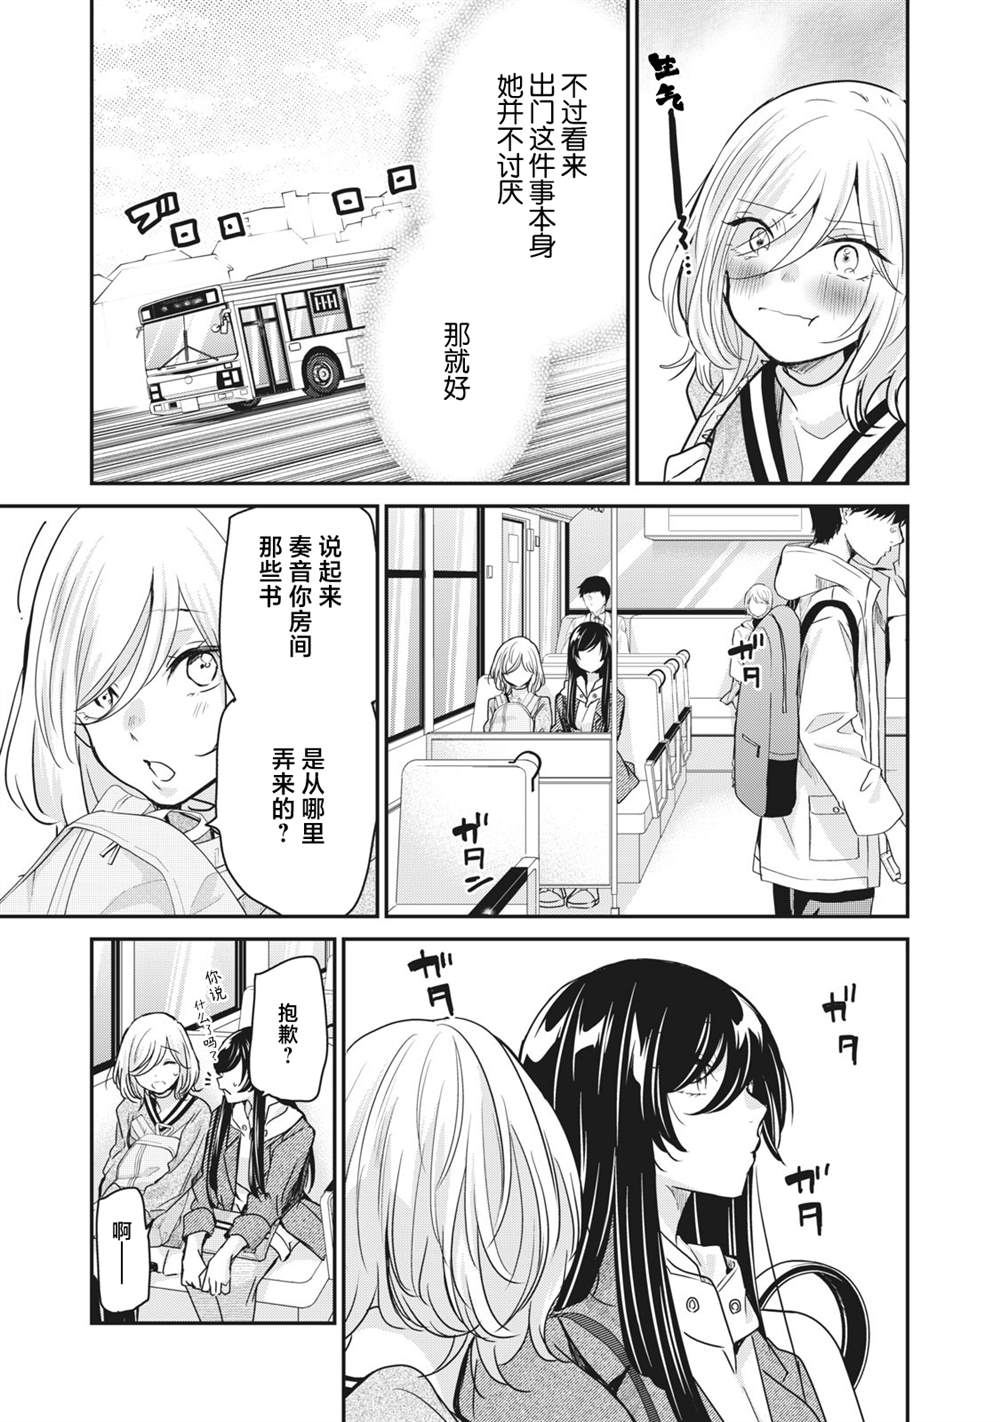 生气
不过看来
出门这件事本身
她并不讨厌
那就好
ブロロロロ
ガタ
ガタン
说起来
奏音你房间
那些书
是从哪里
弄来的？
ガタ
ガタ
ガタ
抱歉？
你说
什么了吗？
啊——